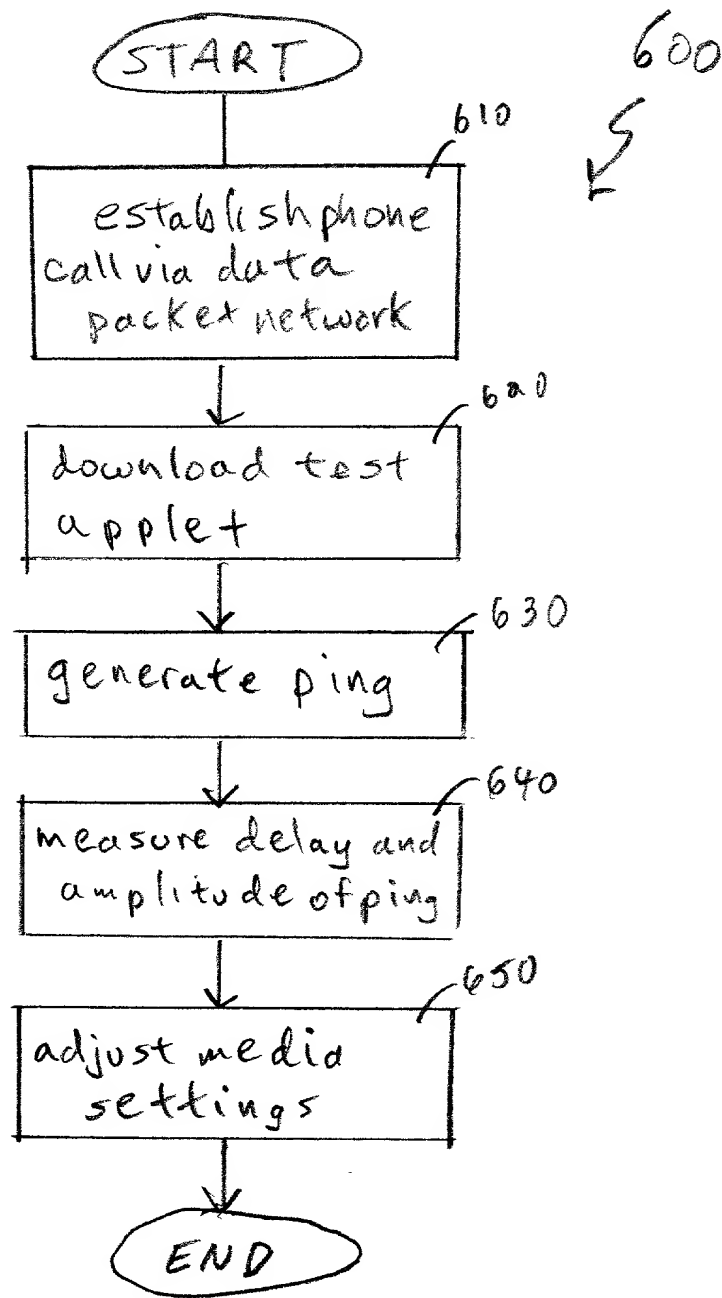 START
600
610
establish phone
call via data
packet network
620
download test
applet
630
generate ping
640
measure delay and
amplitude of ping
650
adjust media
settings
END